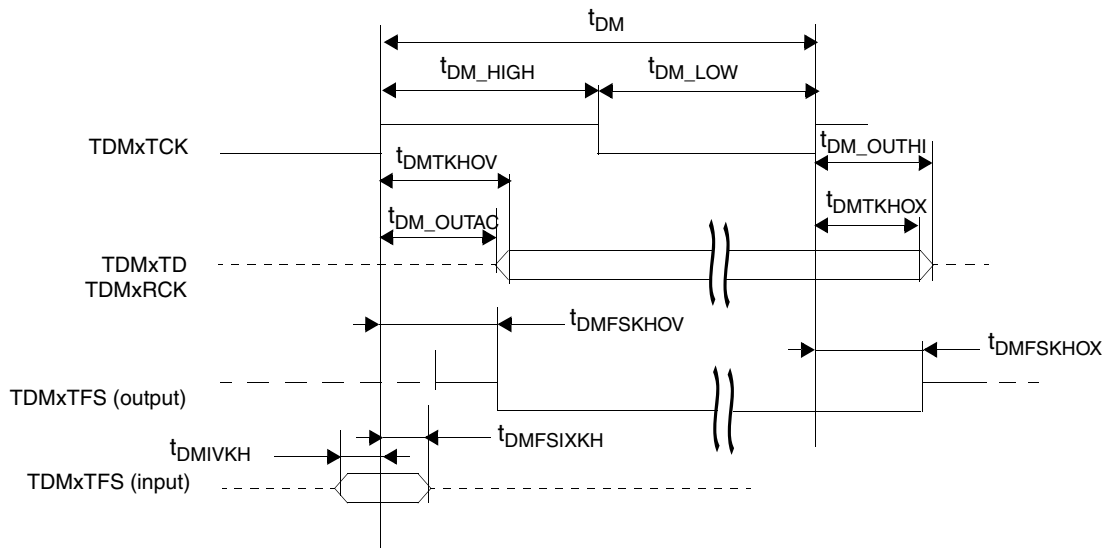 tDM
tDM_HIGH
tDM_LOW
TDMxTCK
tDMTKHOV
tDM_OUTHI
tDM_OUTAC
tDMTKHOX
TDMxTD
TDMxRCK
tDMFSKHOV
tDMFSKHOX
TDMxTFS (output)
tDMIVKH
tDMFSIXKH
TDMxTFS (input)